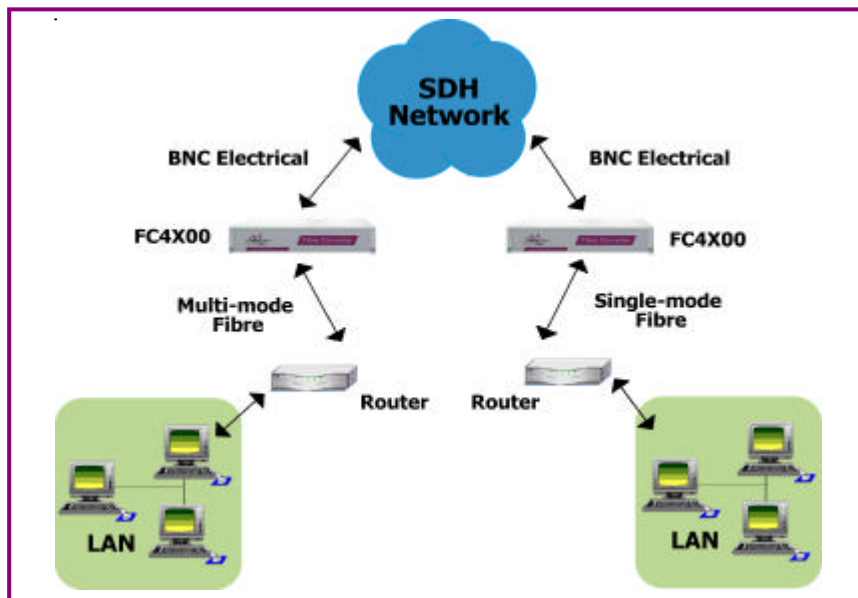 SDH
Network
BNC Electrical
BNC Electrical
FC4X00
FC4X00
Multi-mode
Fibre
Single-mode
Fibre
Router
Router
LAN
LAN